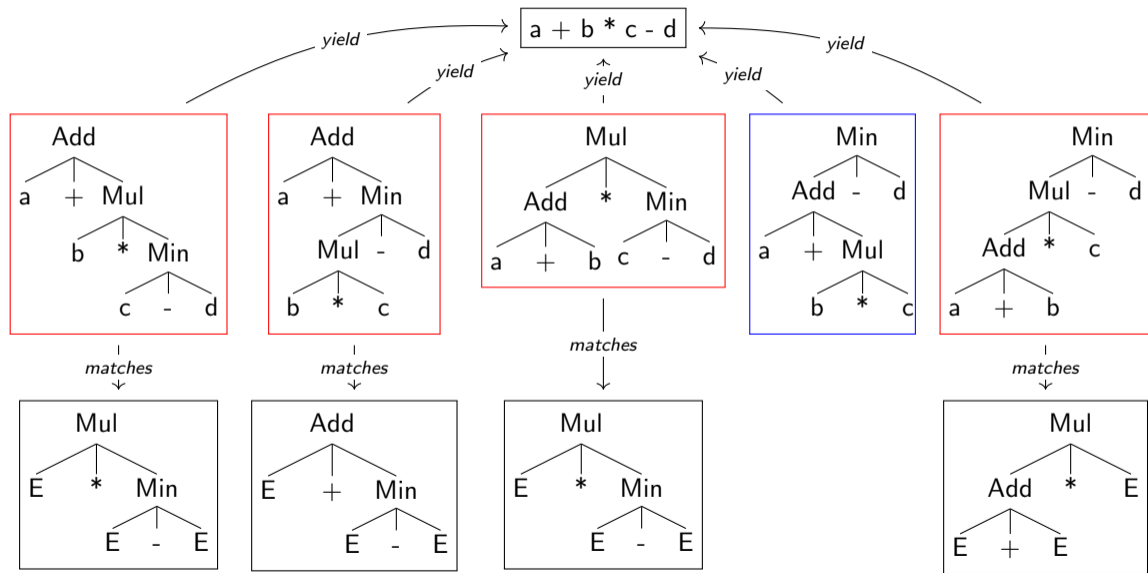 a + b * c - d
yield yield yield yield yield
Add
a + Mul
b * Min
c - d
Add
a + Min
Mul - d
b * c
Mul
Add * Min
a + b c - d
Min
Add - d
a + Mul
b * c
Min
Mul - d
Add * c
a + b
matches matches matches matches
Mul
E * Min
E - E
Add
E + Min
E - E
Mul
E * Min
E - E
Mul
Add * E
E + E